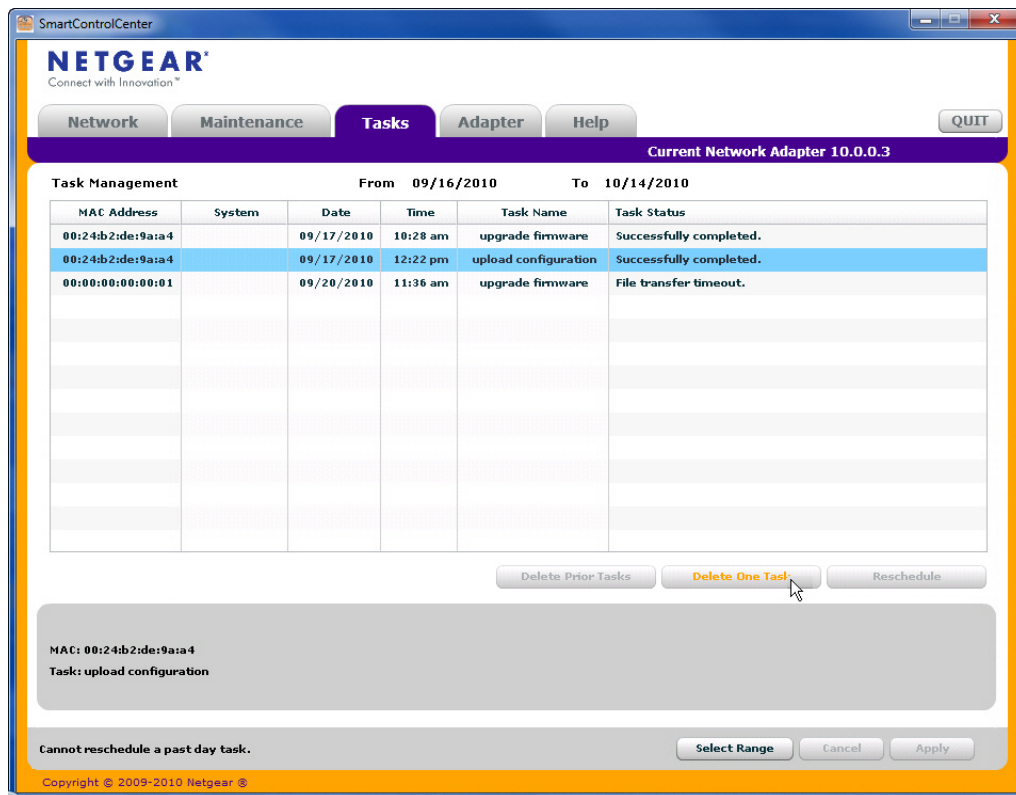 SmartControlCenter
NETGEAR®
Connect with Innovation™
Network Maintenance Tasks Adapter Help QUIT
Current Network Adapter 10.0.0.3
Task Management From 09/16/2010 To 10/14/2010
MAC Address System Date Time Task Name Task Status
00:24:b2:de:9a:a4 09/17/2010 10:28 am upgrade firmware Successfully completed.
00:24:b2:de:9a:a4 09/17/2010 12:22 pm upload configuration Successfully completed.
00:00:00:00:00:01 09/20/2010 11:36 am upgrade firmware File transfer timeout.
Delete Prior Tasks Delete One Task Reschedule
MAC: 00:24:b2:de:9a:a4
Task: upload configuration
Cannot reschedule a past day task. Select Range Cancel Apply
Copyright © 2009-2010 Netgear ®